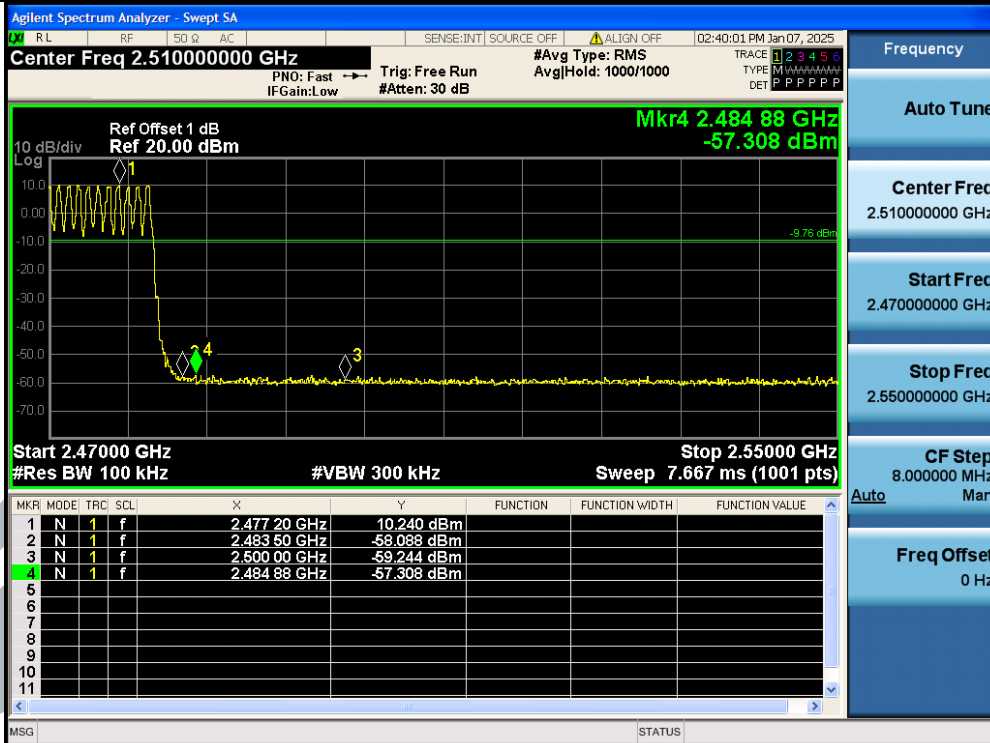 Agilent Spectrum Analyzer - Swept SA
LXI RL RF 50 Ω AC SENSE:INT SOURCE OFF ALIGN OFF 02:40:01 PM Jan 07, 2025
Center Freq 2.510000000 GHz
PNO: Fast
IFGain:Low
Trig: Free Run
#Atten: 30 dB
#Avg Type: RMS
Avg|Hold: 1000/1000
TRACE 1 2 3 4 5 6
TYPE M WWWWW
DET P P P P P P
Mkr4 2.484 88 GHz
-57.308 dBm
Ref Offset 1 dB
Ref 20.00 dBm
10 dB/div
Log
1
10.0
0.00
-9.76 dBm
-10.0
-20.0
-30.0
-40.0
-50.0
4
3
-60.0
-70.0
Start 2.47000 GHz Stop 2.55000 GHz
#Res BW 100 kHz #VBW 300 kHz Sweep 7.667 ms (1001 pts)
MKR MODE TRC SCL X Y FUNCTION FUNCTION WIDTH FUNCTION VALUE
1 N 1 f 2.477 20 GHz 10.240 dBm
2 N 1 f 2.483 50 GHz -58.088 dBm
3 N 1 f 2.500 00 GHz -59.244 dBm
4 N 1 f 2.484 88 GHz -57.308 dBm
5
6
7
8
9
10
11
MSG STATUS
Frequency
Auto Tune
Center Freq
2.510000000 GHz
Start Freq
2.470000000 GHz
Stop Freq
2.550000000 GHz
CF Step
8.000000 MHz
Auto Man
Freq Offset
0 Hz